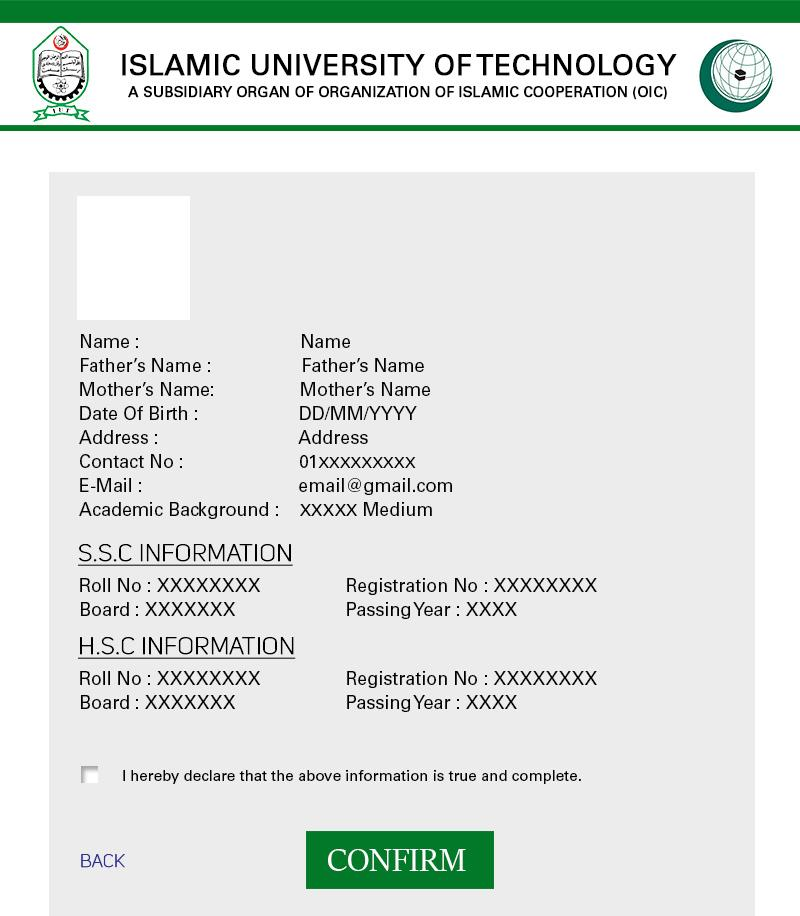 ISLAMIC UNIVERSITY OF TECHNOLOGY
A SUBSIDIARY ORGAN OF ORGANIZATION OF ISLAMIC COOPERATION (OIC)
IUT
Name : Name
Father's Name : Father's Name
Mother's Name: Mother's Name
Date Of Birth : DD/MM/YYYY
Address : Address
Contact No : 01XXXXXXXXX
E-Mail : email@gmail.com
Academic Background : XXXXX Medium
S.S.C INFORMATION
Roll No : XXXXXXXX Registration No : XXXXXXXX
Board : XXXXXXX Passing Year : XXXX
H.S.C INFORMATION
Roll No : XXXXXXXX Registration No : XXXXXXXX
Board : XXXXXXX Passing Year : XXXX
I hereby declare that the above information is true and complete.
BACK CONFIRM